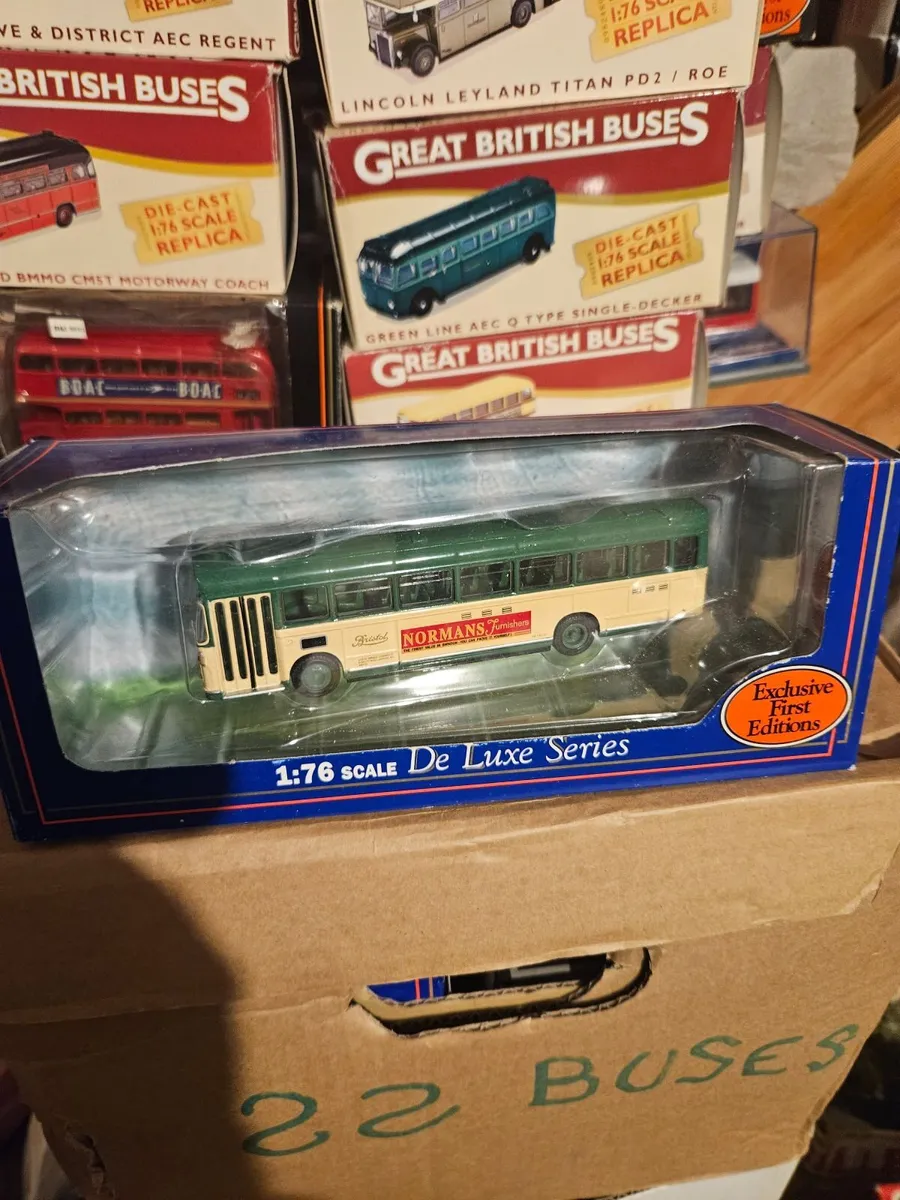 REPLICA
VE & DISTRICT AEC REGENT
1:76 SCALE
REPLICA
LINCOLN LEYLAND TITAN PD2 / ROE
BRITISH BUSES
DIE-CAST
1:76 SCALE
REPLICA
D BMMO CM5T MOTORWAY COACH
GREAT BRITISH BUSES
DIE-CAST
1:76 SCALE
REPLICA
GREEN LINE AEC Q TYPE SINGLE-DECKER
GREAT BRITISH BUSES
BOAC BOAC
Bristol
NORMANS Furnishers
Exclusive
First
Editions
1:76 SCALE De Luxe Series
SS BUSES